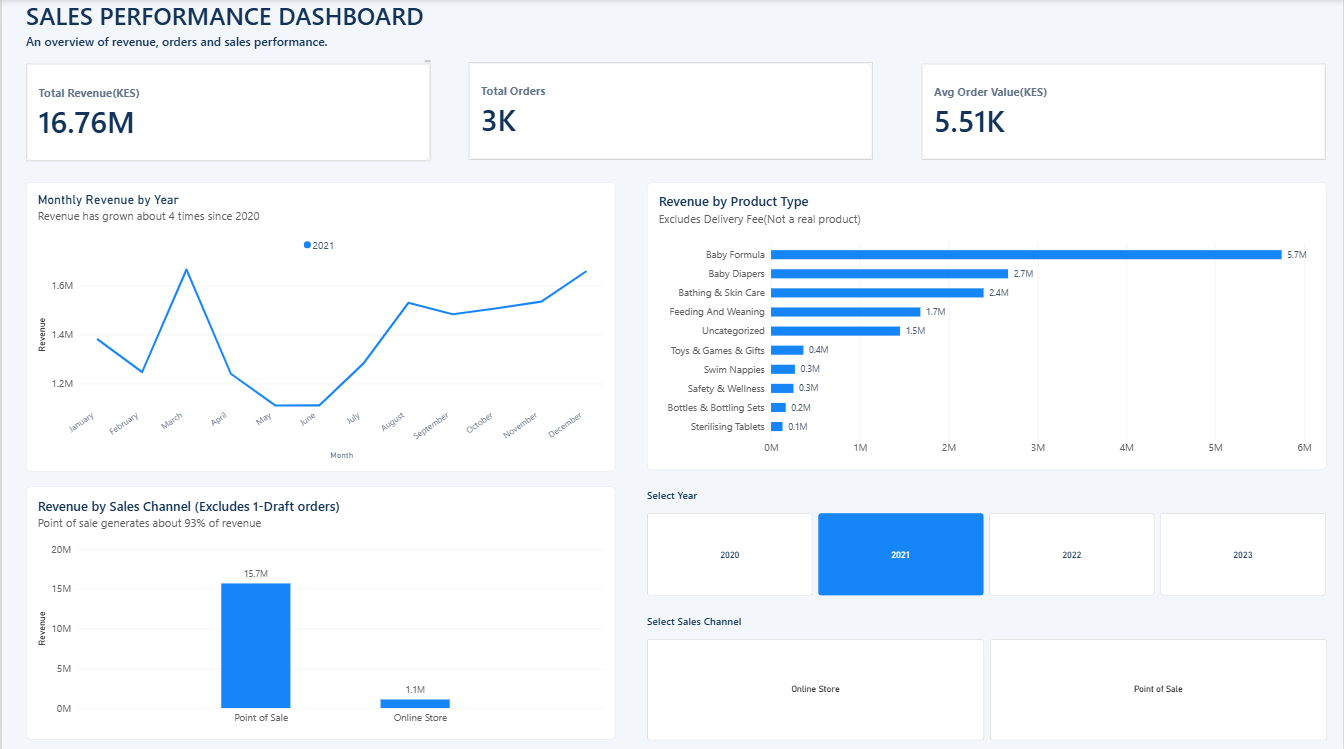 SALES PERFORMANCE DASHBOARD
An overview of revenue, orders and sales performance.
Total Revenue(KES)
16.76M
Total Orders
3K
Avg Order Value(KES)
5.51K
Monthly Revenue by Year
Revenue has grown about 4 times since 2020
2021
1.6M
1.4M
1.2M
Revenue
January
February
March
April
May
June
July
August
September
October
November
December
Month
Revenue by Product Type
Excludes Delivery Fee(Not a real product)
Baby Formula 5.7M
Baby Diapers 2.7M
Bathing & Skin Care 2.4M
Feeding And Weaning 1.7M
Uncategorized 1.5M
Toys & Games & Gifts 0.4M
Swim Nappies 0.3M
Safety & Wellness 0.3M
Bottles & Bottling Sets 0.2M
Sterilising Tablets 0.1M
0M 1M 2M 3M 4M 5M 6M
Revenue by Sales Channel (Excludes 1-Draft orders)
Point of sale generates about 93% of revenue
20M
15M
10M
5M
0M
Revenue
15.7M
1.1M
Point of Sale
Online Store
Select Year
2020
2021
2022
2023
Select Sales Channel
Online Store
Point of Sale